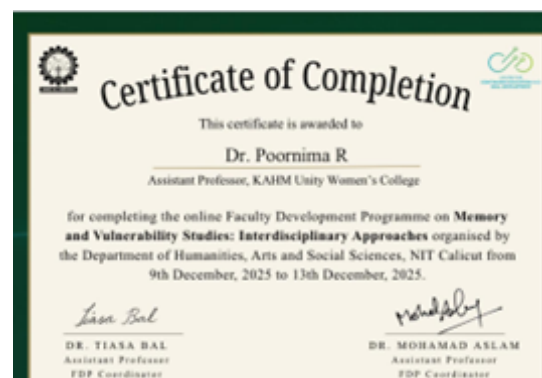 Certificate of Completion
This certificate is awarded to
Dr. Poornima R
Assistant Professor, KAHM Unity Women's College
for completing the online Faculty Development Programme on Memory
and Vulnerability Studies: Interdisciplinary Approaches organised by
the Department of Humanities, Arts and Social Sciences, NIT Calicut from
9th December, 2025 to 13th December, 2025.
Tiasa Bal
DR. TIASA BAL
Assistant Professor
FDP Coordinator
DR. MOHAMAD ASLAM
Assistant Professor
FDP Coordinator